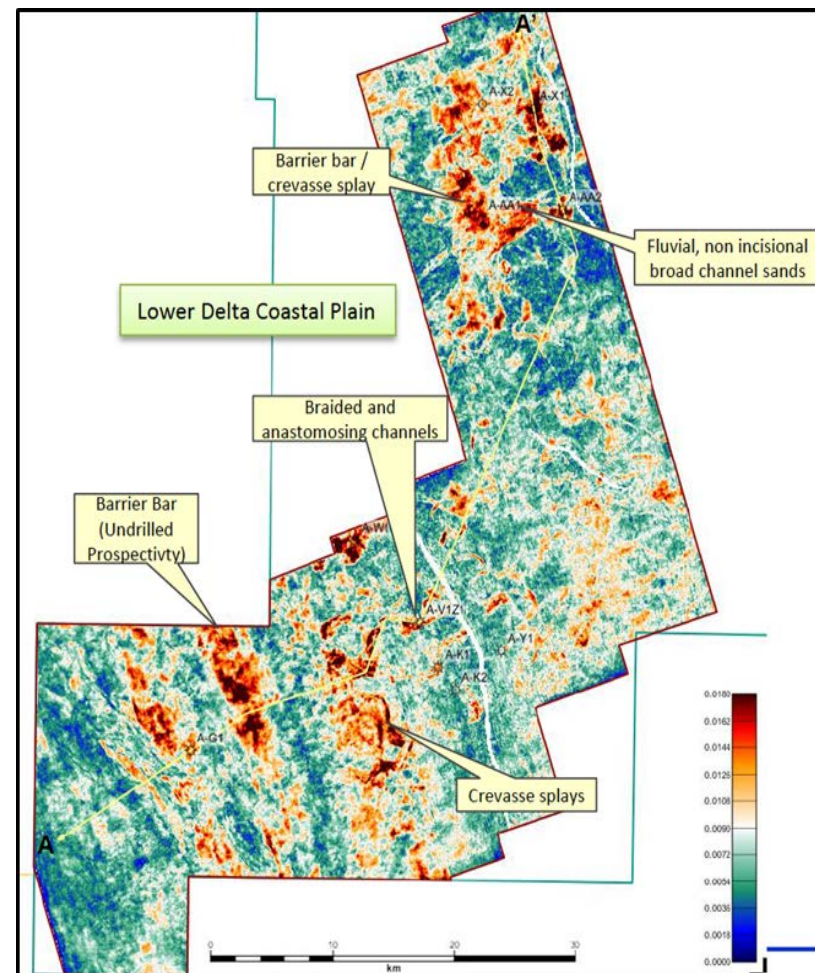 A'
A-X2
A-X1
Barrier bar /
crevasse splay
A-AA1
A-AA2
Fluvial, non incisional
broad channel sands
Lower Delta Coastal Plain
Braided and
anastomosing channels
Barrier Bar
(Undrilled
Prospectivty)
A-W1
A-V1Z1
A-Y1
A-K1
A-K2
A-G1
Crevasse splays
A
0.0180
0.0162
0.0144
0.0126
0.0108
0.0090
0.0072
0.0054
0.0036
0.0018
0.0000
0 10 20 30
km